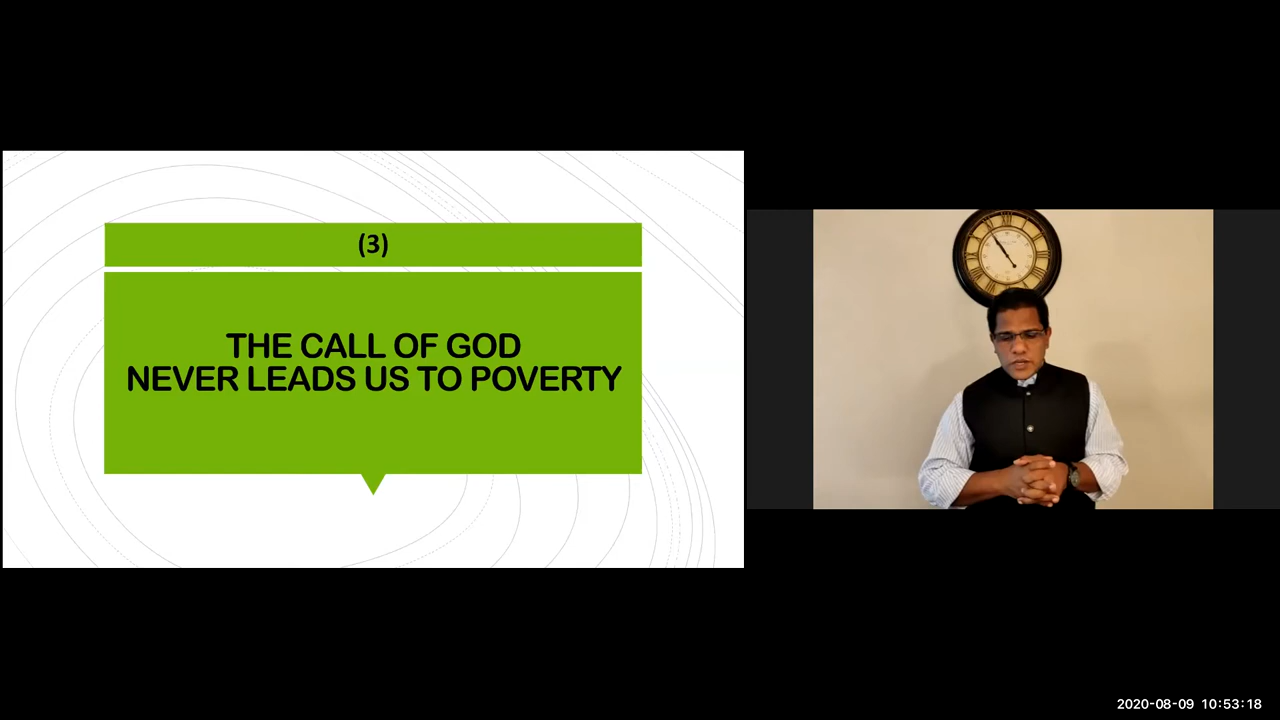 (3)
THE CALL OF GOD
NEVER LEADS US TO POVERTY
2020-08-09 10:53:18